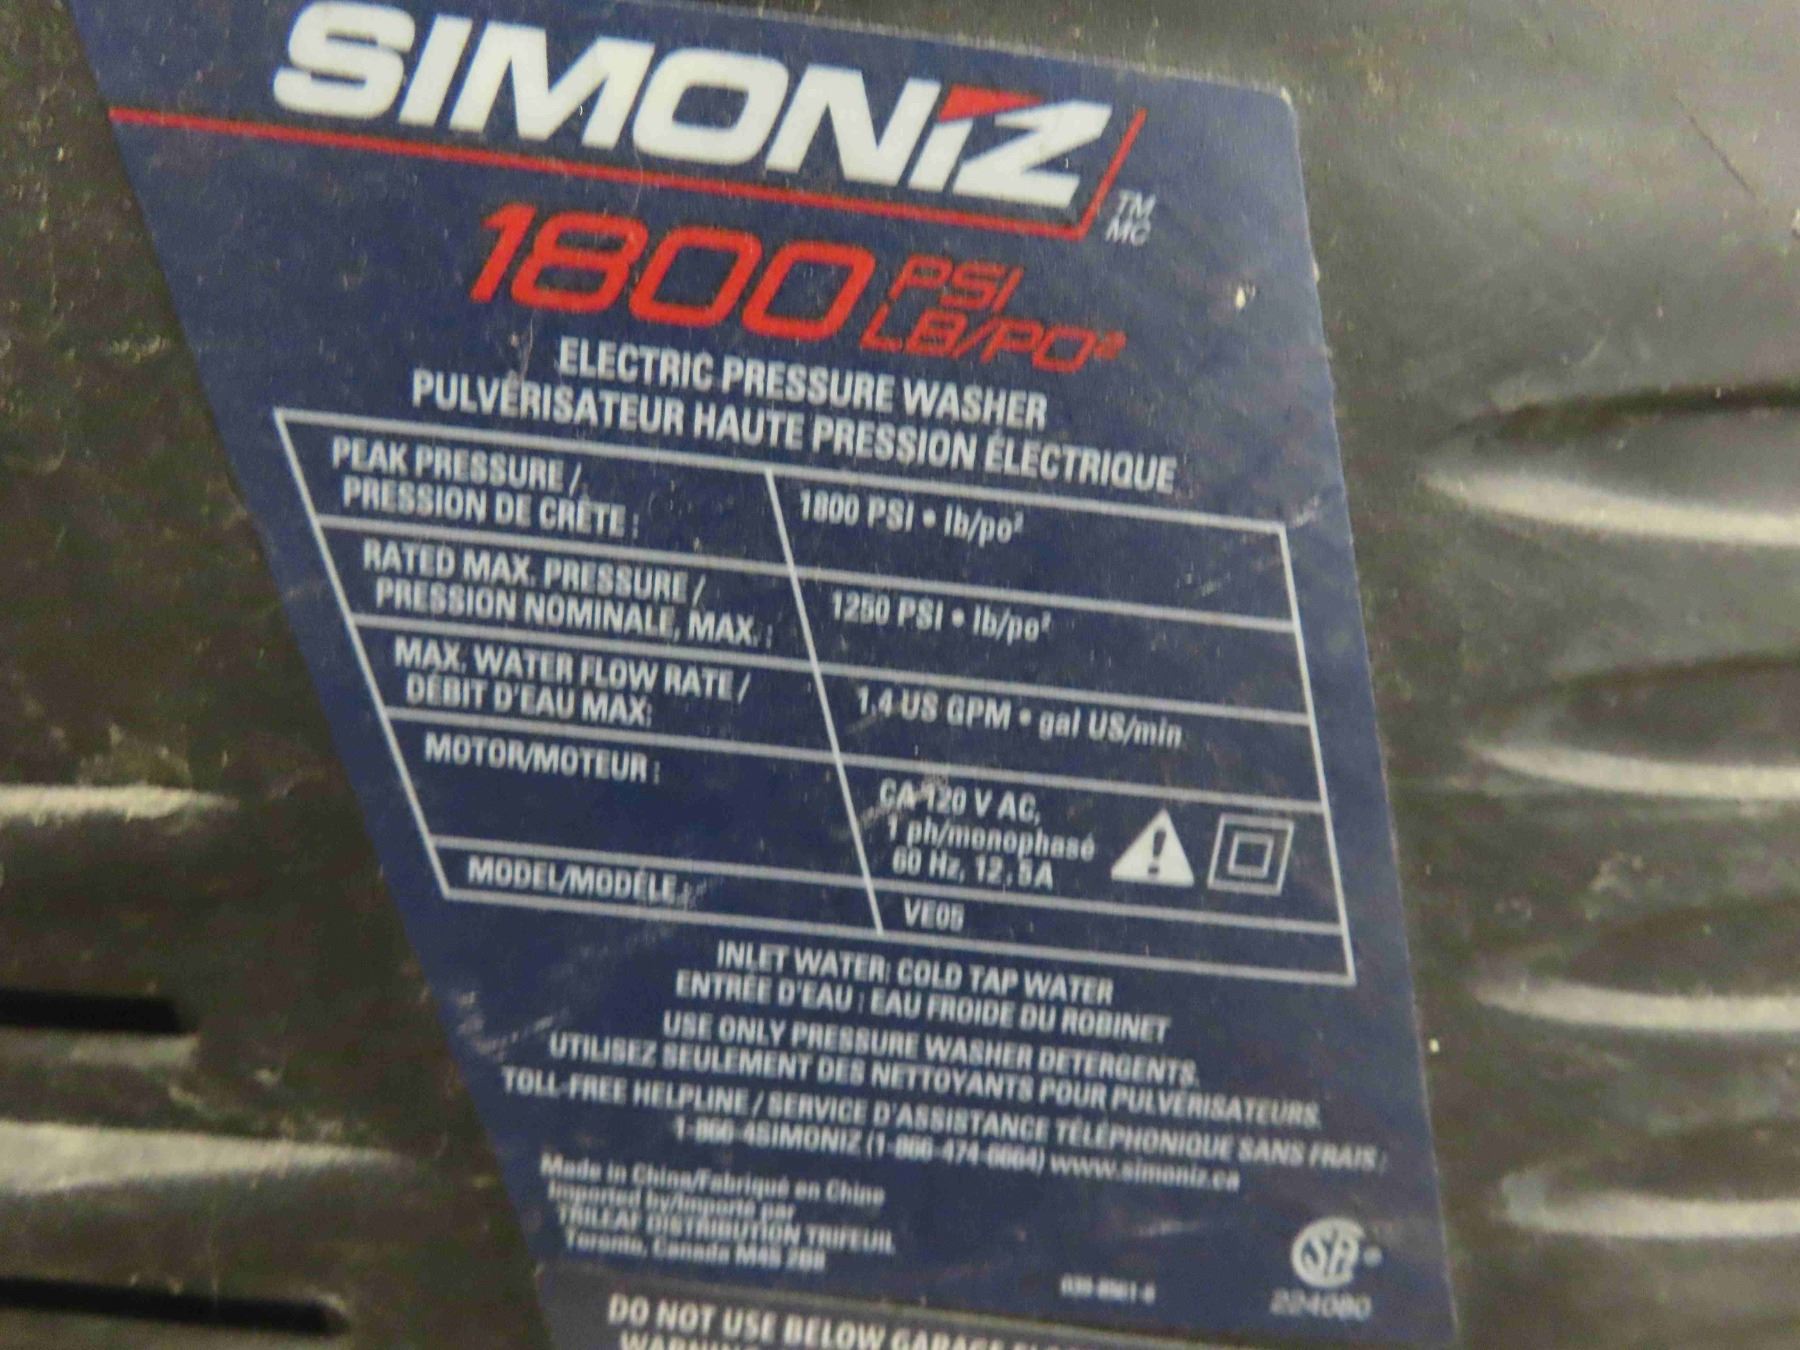 SIMONIZ
TM
MC
1800 PSI
LB/PO²
ELECTRIC PRESSURE WASHER
PULVÉRISATEUR HAUTE PRESSION ÉLECTRIQUE
PEAK PRESSURE /
PRESSION DE CRÊTE :
1800 PSI • lb/po²
RATED MAX. PRESSURE /
PRESSION NOMINALE, MAX. :
1250 PSI • lb/po²
MAX. WATER FLOW RATE /
DÉBIT D'EAU MAX:
1,4 US GPM • gal US/min
MOTOR/MOTEUR :
CA 120 V AC,
1 ph/monophasé
60 Hz, 12,5A
MODEL/MODÈLE :
VE05
INLET WATER: COLD TAP WATER
ENTRÉE D'EAU : EAU FROIDE DU ROBINET
USE ONLY PRESSURE WASHER DETERGENTS.
UTILISEZ SEULEMENT DES NETTOYANTS POUR PULVÉRISATEURS.
TOLL-FREE HELPLINE / SERVICE D'ASSISTANCE TÉLÉPHONIQUE SANS FRAIS :
1-866-4SIMONIZ (1-866-474-6664) www.simoniz.ca
Made in China/Fabriqué en Chine
Imported by/Importé par
TRILEAF DISTRIBUTION TRIFEUIL
Toronto, Canada M4S 2B8
SA
224080
DO NOT USE BELOW GARAGE
WARNING